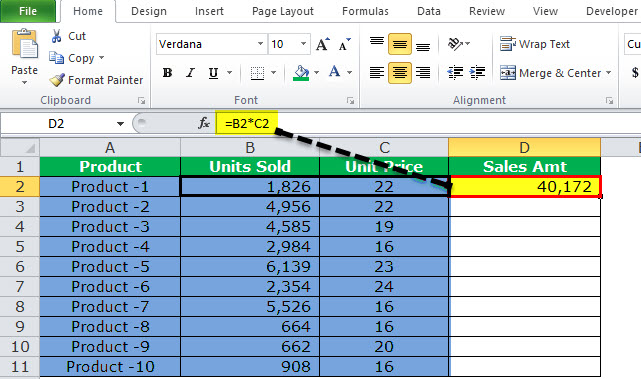 File Home Insert Page Layout Formulas Data Review View Developer
Paste
Cut
Copy
Format Painter
Clipboard
Verdana 10 A A
B I U A
Font
Wrap Text
Merge & Center
Alignment
Cu
$
D2 fx =B2*C2
A B C D
1 Product Units Sold Unit Price Sales Amt
2 Product -1 1,826 22 40,172
3 Product -2 4,956 22
4 Product -3 4,585 19
5 Product -4 2,984 16
6 Product -5 6,139 23
7 Product -6 2,354 24
8 Product -7 5,526 16
9 Product -8 664 16
10 Product -9 662 20
11 Product -10 908 16